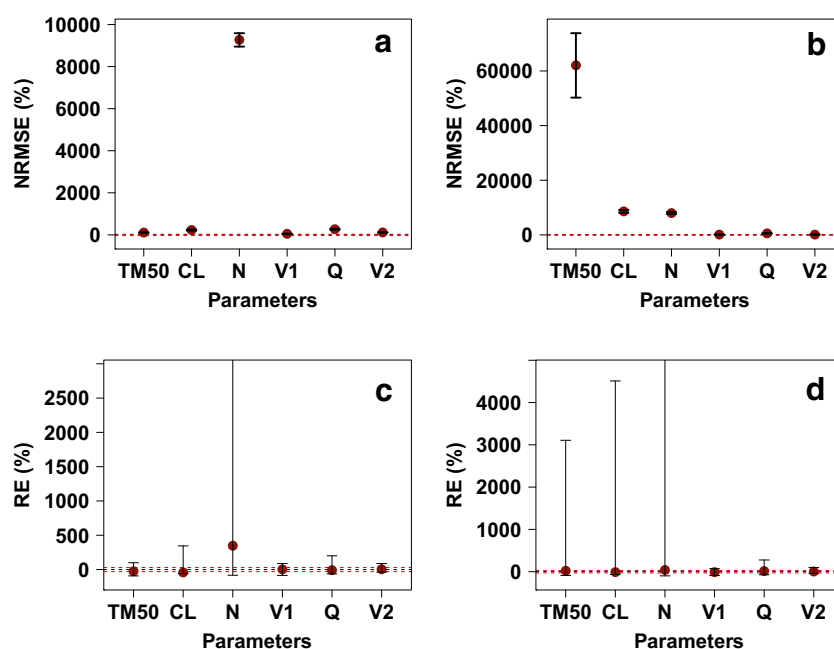 a
NRMSE (%)
10000
8000
6000
4000
2000
0
TM50 CL N V1 Q V2
Parameters
b
NRMSE (%)
60000
40000
20000
0
TM50 CL N V1 Q V2
Parameters
c
RE (%)
2500
2000
1500
1000
500
0
TM50 CL N V1 Q V2
Parameters
d
RE (%)
4000
3000
2000
1000
0
TM50 CL N V1 Q V2
Parameters